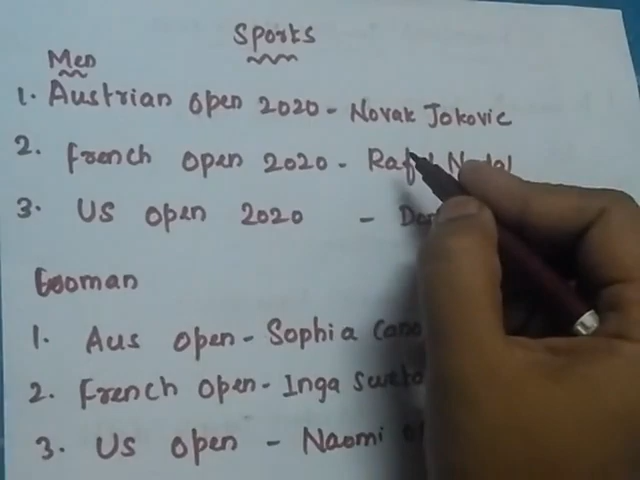 Sports
Men
1. Austrian open 2020 - Novak Jokovic
2. French open 2020 - Nadal
3. US open 2020 -
Wooman
1. Aus open - Sophia
2. French open - Inga
3. US open - Naomi